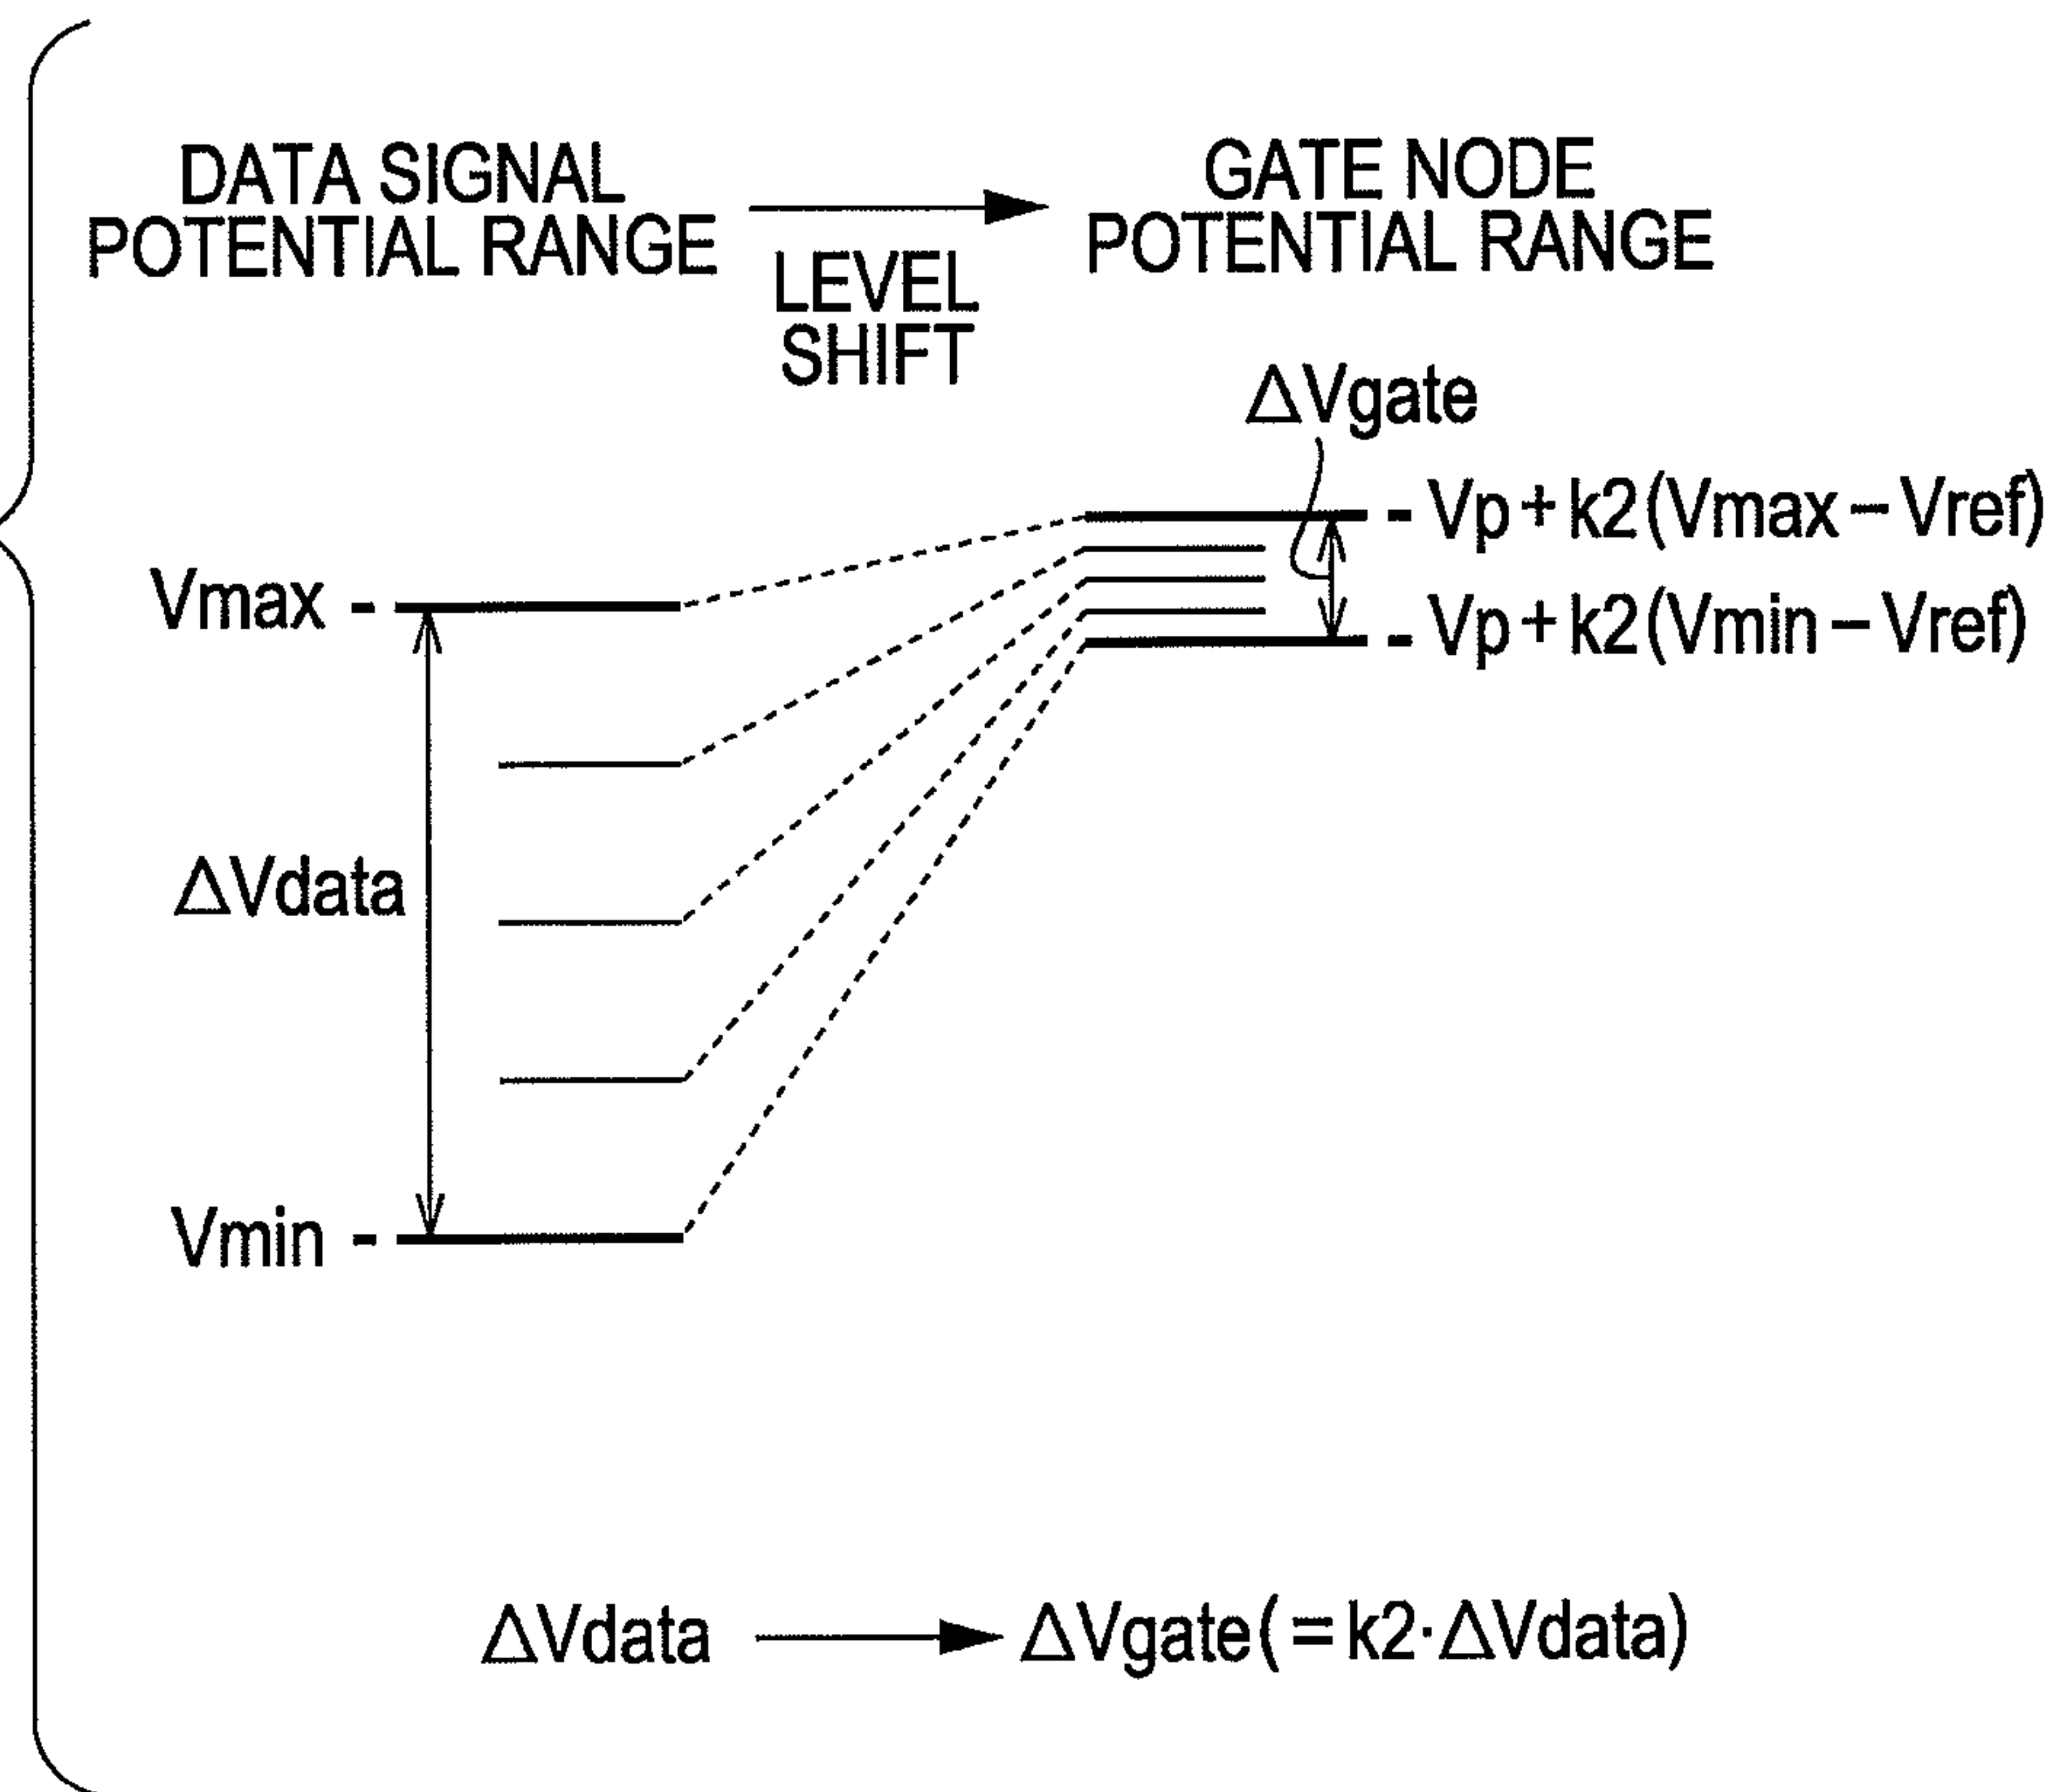 DATA SIGNAL
POTENTIAL RANGE
LEVEL
SHIFT
GATE NODE
POTENTIAL RANGE
ΔVgate
Vp + k2(Vmax – Vref)
Vp + k2(Vmin – Vref)
Vmax
ΔVdata
Vmin
ΔVdata
ΔVgate(=k2·ΔVdata)